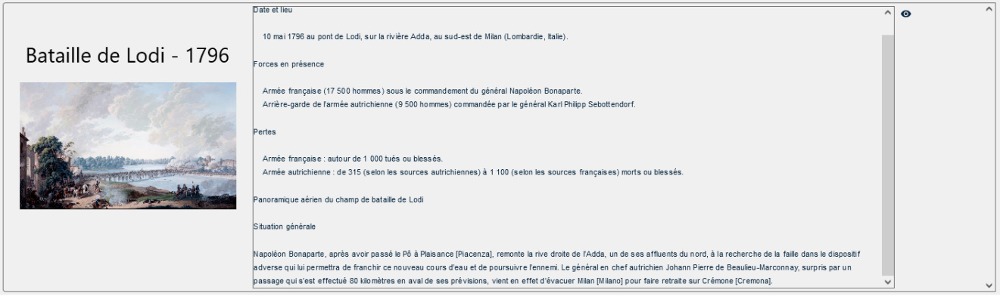 Bataille de Lodi - 1796
Date et lieu
10 mai 1796 au pont de Lodi, sur la rivière Adda, au sud-est de Milan (Lombardie, Italie).
Forces en présence
Armée française (17 500 hommes) sous le commandement du général Napoléon Bonaparte.
Arrière-garde de l'armée autrichienne (9 500 hommes) commandée par le général Karl Philipp Sebottendorf.
Pertes
Armée française : autour de 1 000 tués ou blessés.
Armée autrichienne : de 315 (selon les sources autrichiennes) à 1 100 (selon les sources françaises) morts ou blessés.
Panoramique aérien du champ de bataille de Lodi
Situation générale
Napoléon Bonaparte, après avoir passé le Pô à Plaisance [Piacenza], remonte la rive droite de l'Adda, un de ses affluents du nord, à la recherche de la faille dans le dispositif
adverse qui lui permettra de franchir ce nouveau cours d'eau et de poursuivre l'ennemi. Le général en chef autrichien Johann Pierre de Beaulieu-Marconnay, surpris par un
passage qui s'est effectué 80 kilomètres en aval de ses prévisions, vient en effet d'évacuer Milan [Milano] pour faire retraite sur Crémone [Cremona].